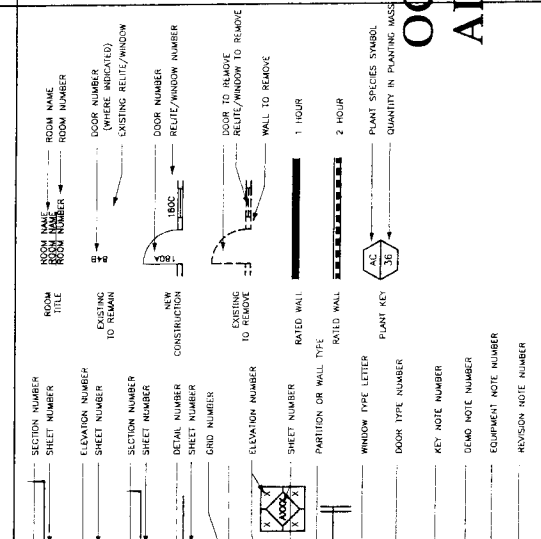 SECTION NUMBER
SHEET NUMBER
ELEVATION NUMBER
SHEET NUMBER
SECTION NUMBER
SHEET NUMBER
DETAIL NUMBER
SHEET NUMBER
GRID NUMBER
ELEVATION NUMBER
X
X
AXXX
X
X
SHEET NUMBER
PARTITION OR WALL TYPE
WINDOW TYPE LETTER
DOOR TYPE NUMBER
KEY NOTE NUMBER
DEMO NOTE NUMBER
EQUIPMENT NOTE NUMBER
REVISION NOTE NUMBER
ROOM
TITLE
ROOM NAME
ROOM NAME
ROOM NUMBER
ROOM NAME
ROOM NUMBER
EXISTING
TO REMAIN
84B
DOOR NUMBER
(WHERE INDICATED)
EXISTING RELITE/WINDOW
NEW
CONSTRUCTION
180A
180C
DOOR NUMBER
RELITE/WINDOW NUMBER
EXISTING
TO REMOVE
DOOR TO REMOVE
RELITE/WINDOW TO REMOVE
WALL TO REMOVE
RATED WALL
1 HOUR
RATED WALL
2 HOUR
PLANT KEY
AC
36
PLANT SPECIES SYMBOL
QUANTITY IN PLANTING MASS